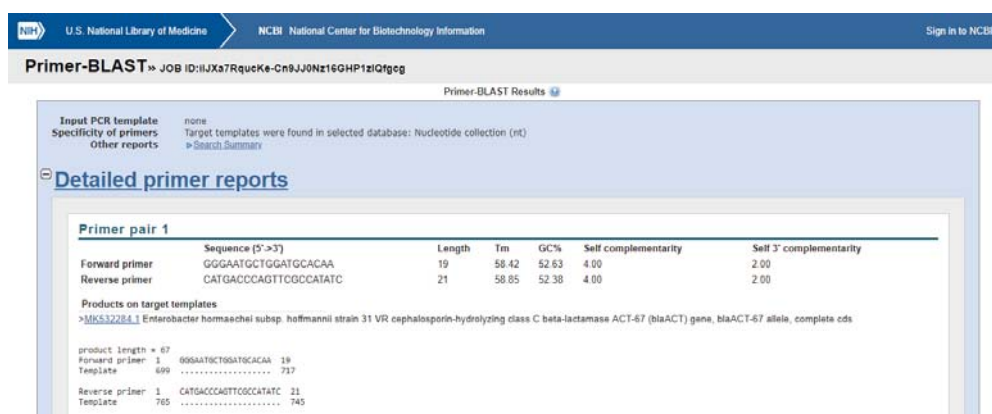 NIH U.S. National Library of Medicine NCBI National Center for Biotechnology Information Sign in to NCBI
Primer-BLAST» JOB ID:
Primer-BLAST Results
Input PCR template none
Specificity of primers Target templates were found in selected database: Nucleotide collection (nt)
Other reports Search Summary
Detailed primer reports
Primer pair 1
Sequence (5'->3') Length Tm GC% Self complementarity Self 3' complementarity
Forward primer GGGAATGCTGGATGCACAA 19 58.42 52.63 4.00 2.00
Reverse primer CATGACCCAGTTCGCCATATC 21 58.85 52.38 4.00 2.00
Products on target templates
>MK532284.1 Enterobacter hormaechei subsp. hoffmannii strain 31 VR cephalosporin-hydrolyzing class C beta-lactamase ACT-67 (blaACT) gene, blaACT-67 allele, complete cds
product length = 67
Forward primer 1 GGGAATGCTGGATGCACAA 19
Template 699 ................... 717
Reverse primer 1 CATGACCCAGTTCGCCATATC 21
Template 765 ..................... 745